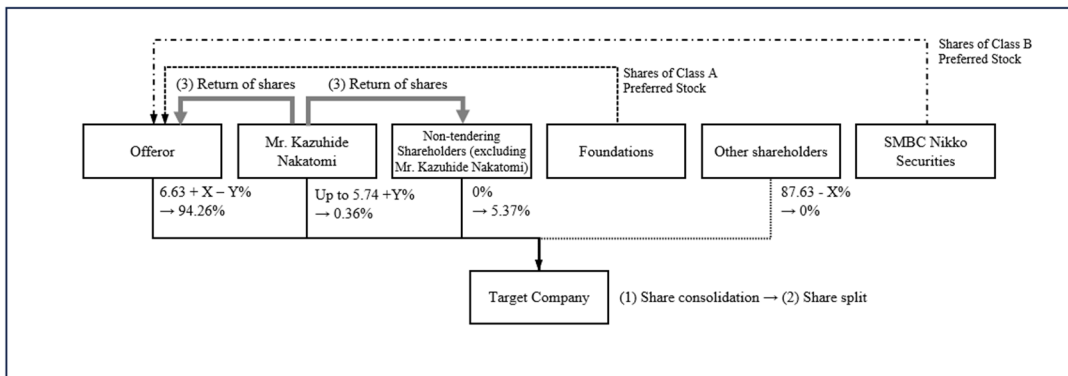 Shares of Class B
Preferred Stock
Shares of Class A
Preferred Stock
(3) Return of shares
(3) Return of shares
Offeror
Mr. Kazuhide
Nakatomi
Non-tendering
Shareholders (excluding
Mr. Kazuhide Nakatomi)
Foundations
Other shareholders
SMBC Nikko
Securities
6.63 + X – Y%
→ 94.26%
Up to 5.74 +Y%
→ 0.36%
0%
→ 5.37%
87.63 - X%
→ 0%
Target Company
(1) Share consolidation → (2) Share split